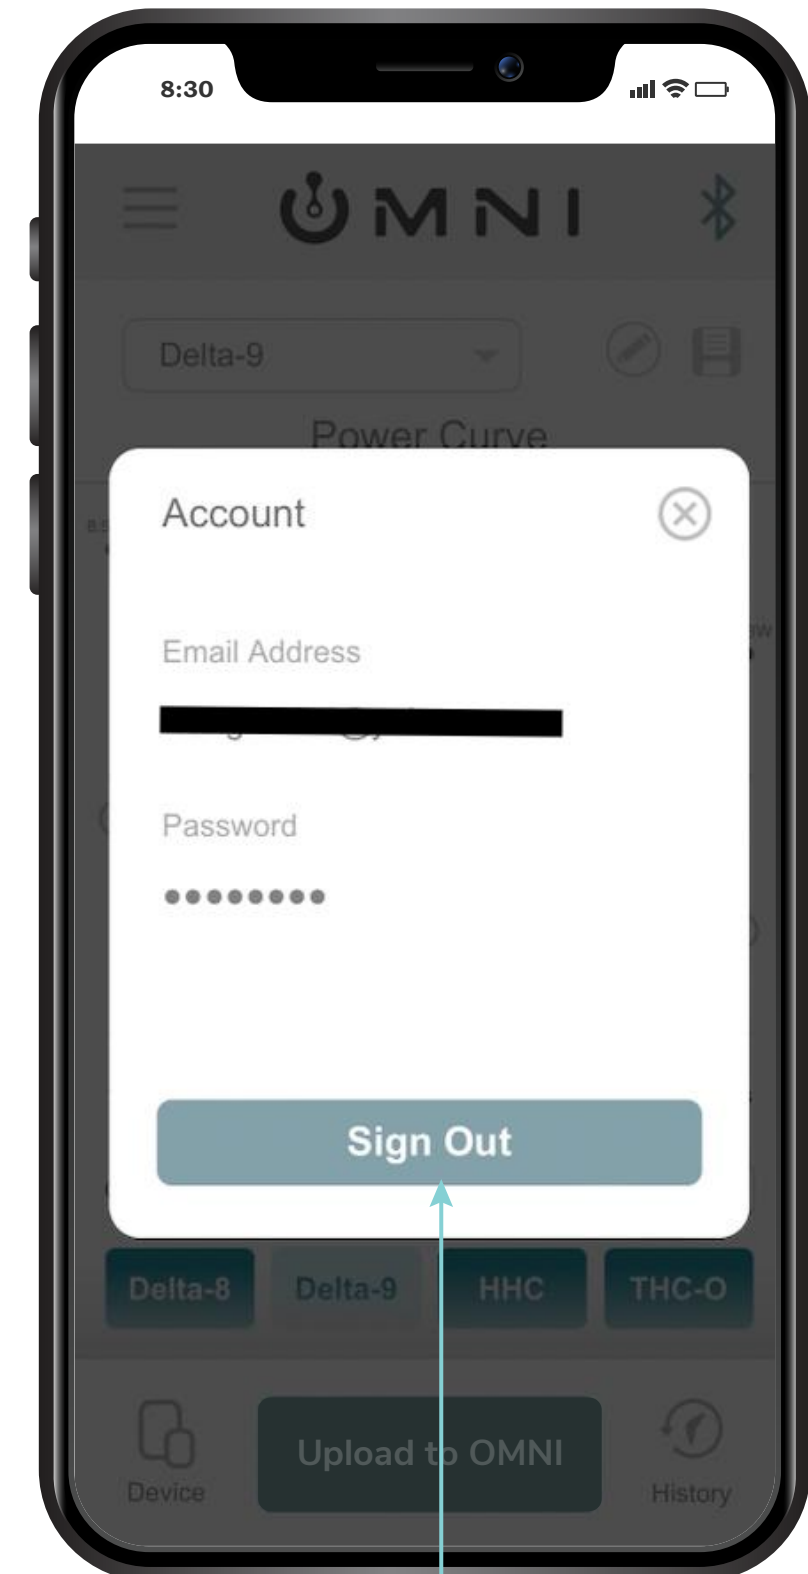 8:30
OMNI
Delta-9
Power Curve
Account
Email Address
Password
Sign Out
Delta-8 Delta-9 HHC THC-O
Device Upload to OMNI History